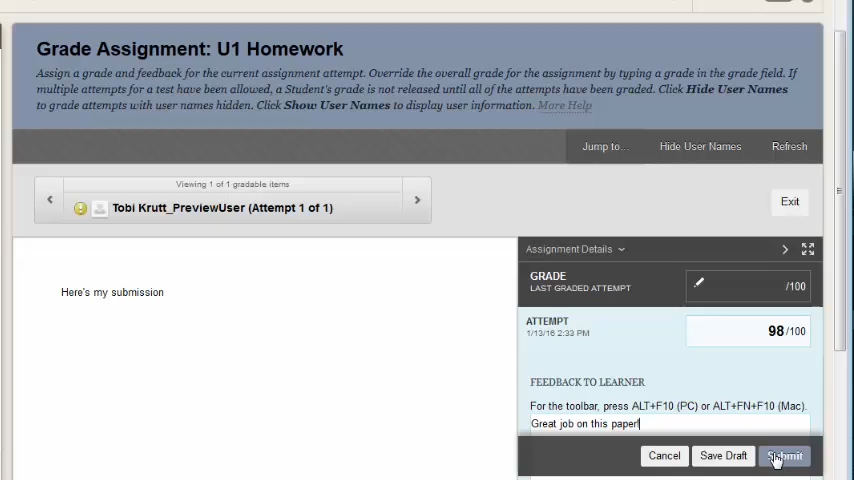 Grade Assignment: U1 Homework
Assign a grade and feedback for the current assignment attempt. Override the overall grade for the assignment by typing a grade in the grade field. If
multiple attempts for a test have been allowed, a Student's grade is not released until all of the attempts have been graded. Click Hide User Names
to grade attempts with user names hidden. Click Show User Names to display user information. More Help
Jump to... Hide User Names Refresh
Viewing 1 of 1 gradable items
Tobi Krutt_PreviewUser (Attempt 1 of 1)
Exit
Assignment Details
Here's my submission
GRADE
LAST GRADED ATTEMPT
/100
ATTEMPT
1/13/16 2:33 PM
98/100
FEEDBACK TO LEARNER
For the toolbar, press ALT+F10 (PC) or ALT+FN+F10 (Mac).
Great job on this paper!
Cancel Save Draft Submit